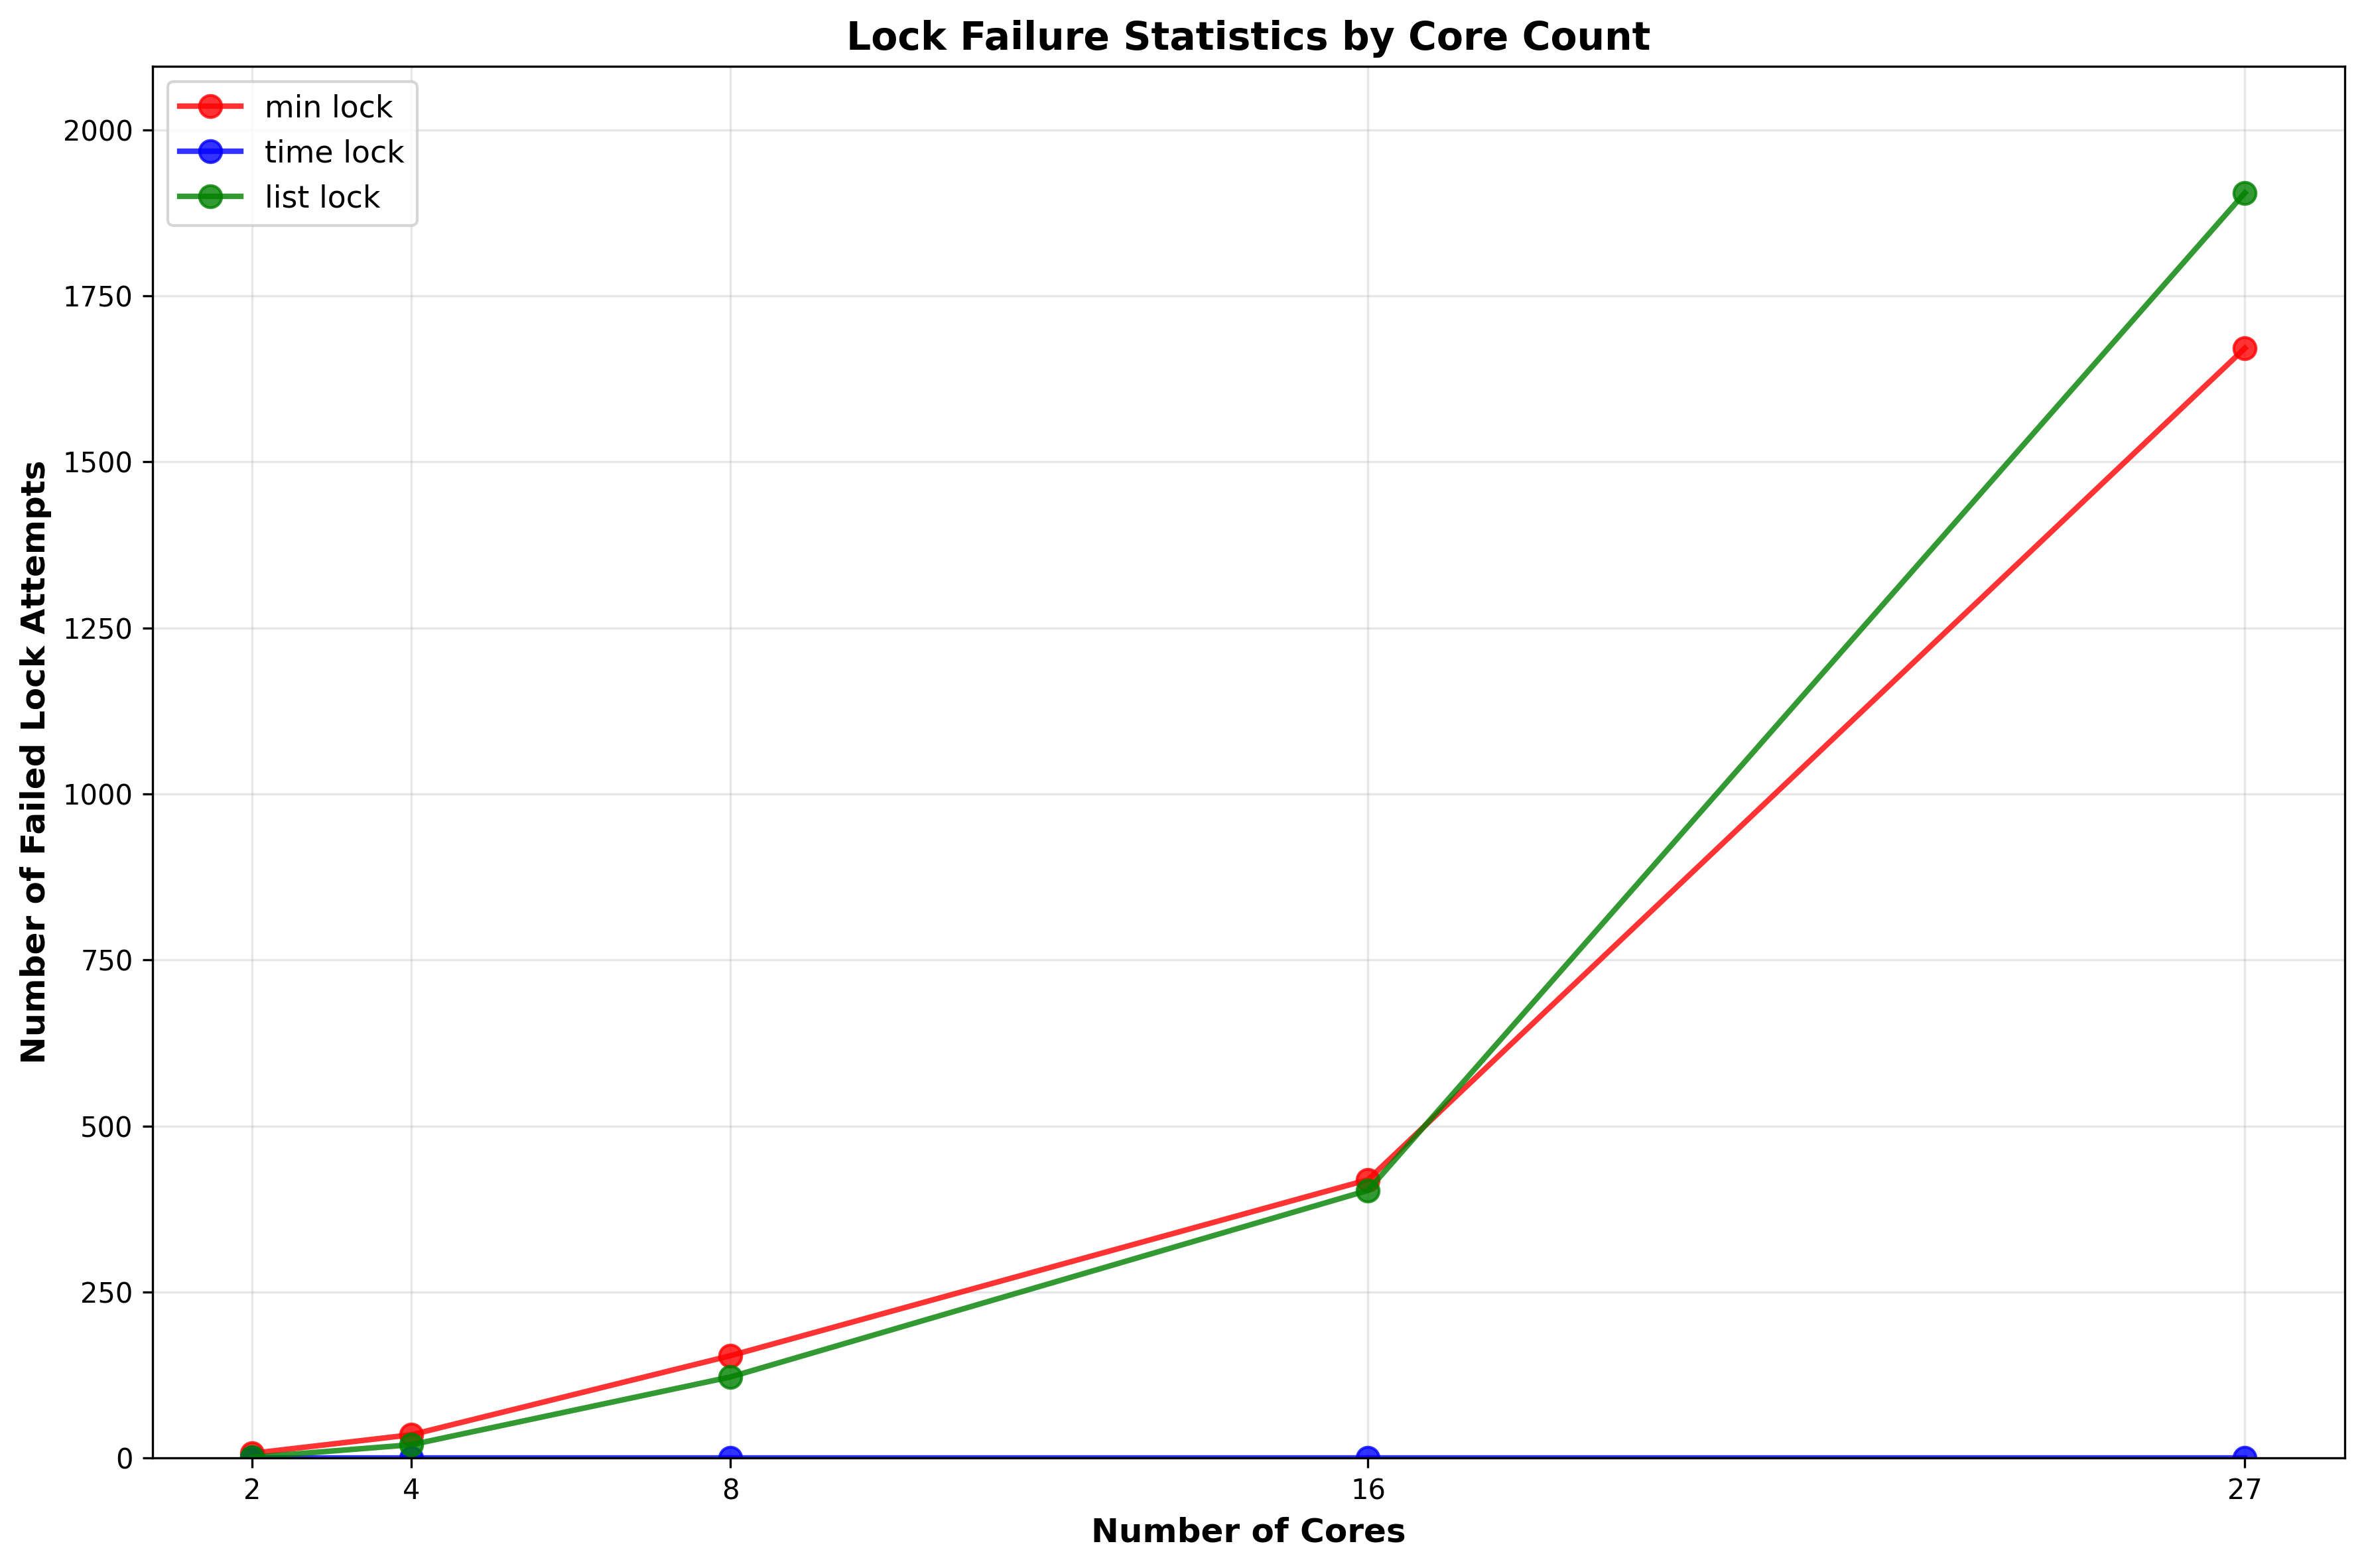 Lock Failure Statistics by Core Count
min lock
time lock
list lock
Number of Failed Lock Attempts
2000
1750
1500
1250
1000
750
500
250
0
2 4 8 16 27
Number of Cores